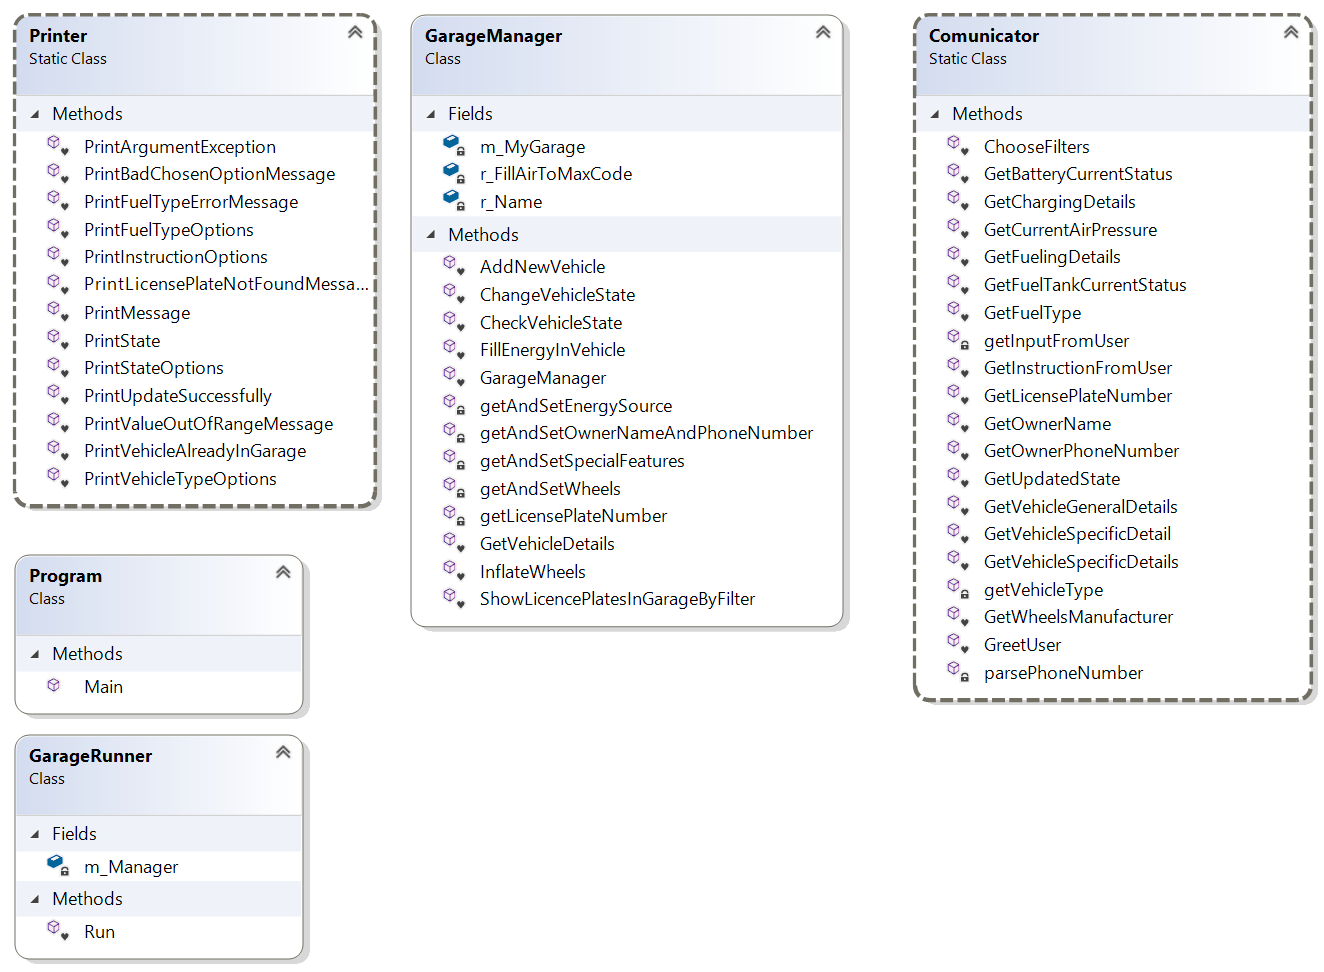 Printer
Static Class
Methods
PrintArgumentException
PrintBadChosenOptionMessage
PrintFuelTypeErrorMessage
PrintFuelTypeOptions
PrintInstructionOptions
PrintLicensePlateNotFoundMessa...
PrintMessage
PrintState
PrintStateOptions
PrintUpdateSuccessfully
PrintValueOutOfRangeMessage
PrintVehicleAlreadyInGarage
PrintVehicleTypeOptions
Program
Class
Methods
Main
GarageRunner
Class
Fields
m_Manager
Methods
Run
GarageManager
Class
Fields
m_MyGarage
r_FillAirToMaxCode
r_Name
Methods
AddNewVehicle
ChangeVehicleState
CheckVehicleState
FillEnergyInVehicle
GarageManager
getAndSetEnergySource
getAndSetOwnerNameAndPhoneNumber
getAndSetSpecialFeatures
getAndSetWheels
getLicensePlateNumber
GetVehicleDetails
InflateWheels
ShowLicencePlatesInGarageByFilter
Comunicator
Static Class
Methods
ChooseFilters
GetBatteryCurrentStatus
GetChargingDetails
GetCurrentAirPressure
GetFuelingDetails
GetFuelTankCurrentStatus
GetFuelType
getInputFromUser
GetInstructionFromUser
GetLicensePlateNumber
GetOwnerName
GetOwnerPhoneNumber
GetUpdatedState
GetVehicleGeneralDetails
GetVehicleSpecificDetail
GetVehicleSpecificDetails
getVehicleType
GetWheelsManufacturer
GreetUser
parsePhoneNumber